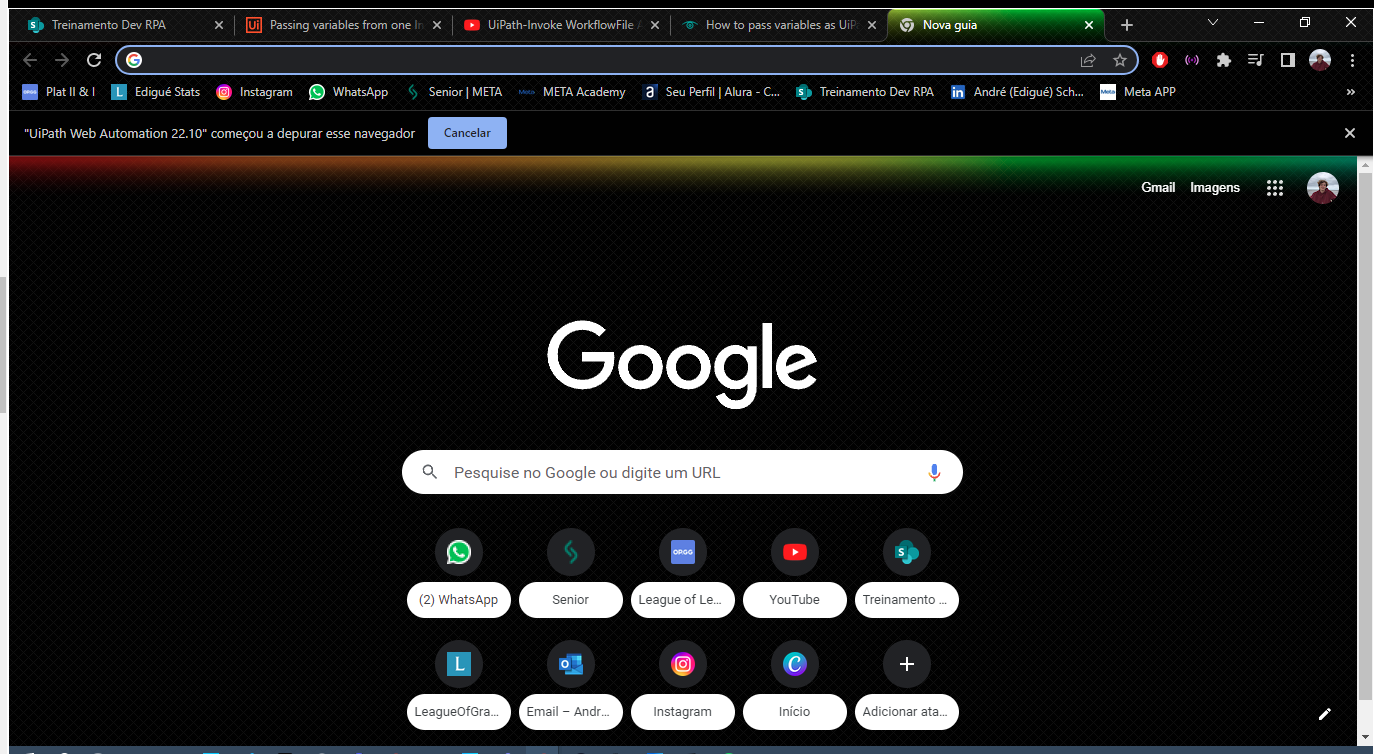 Treinamento Dev RPA
Passing variables from one In
UiPath-Invoke WorkflowFile A
How to pass variables as UiP
Nova guia
Plat II & I
Edigué Stats
Instagram
WhatsApp
Senior | META
META Academy
Seu Perfil | Alura - C...
Treinamento Dev RPA
André (Edigué) Sch...
Meta APP
"UiPath Web Automation 22.10" começou a depurar esse navegador
Cancelar
Gmail
Imagens
Google
Pesquise no Google ou digite um URL
(2) WhatsApp
Senior
League of Le...
YouTube
Treinamento ...
LeagueOfGra...
Email – Andr...
Instagram
Início
Adicionar ata...